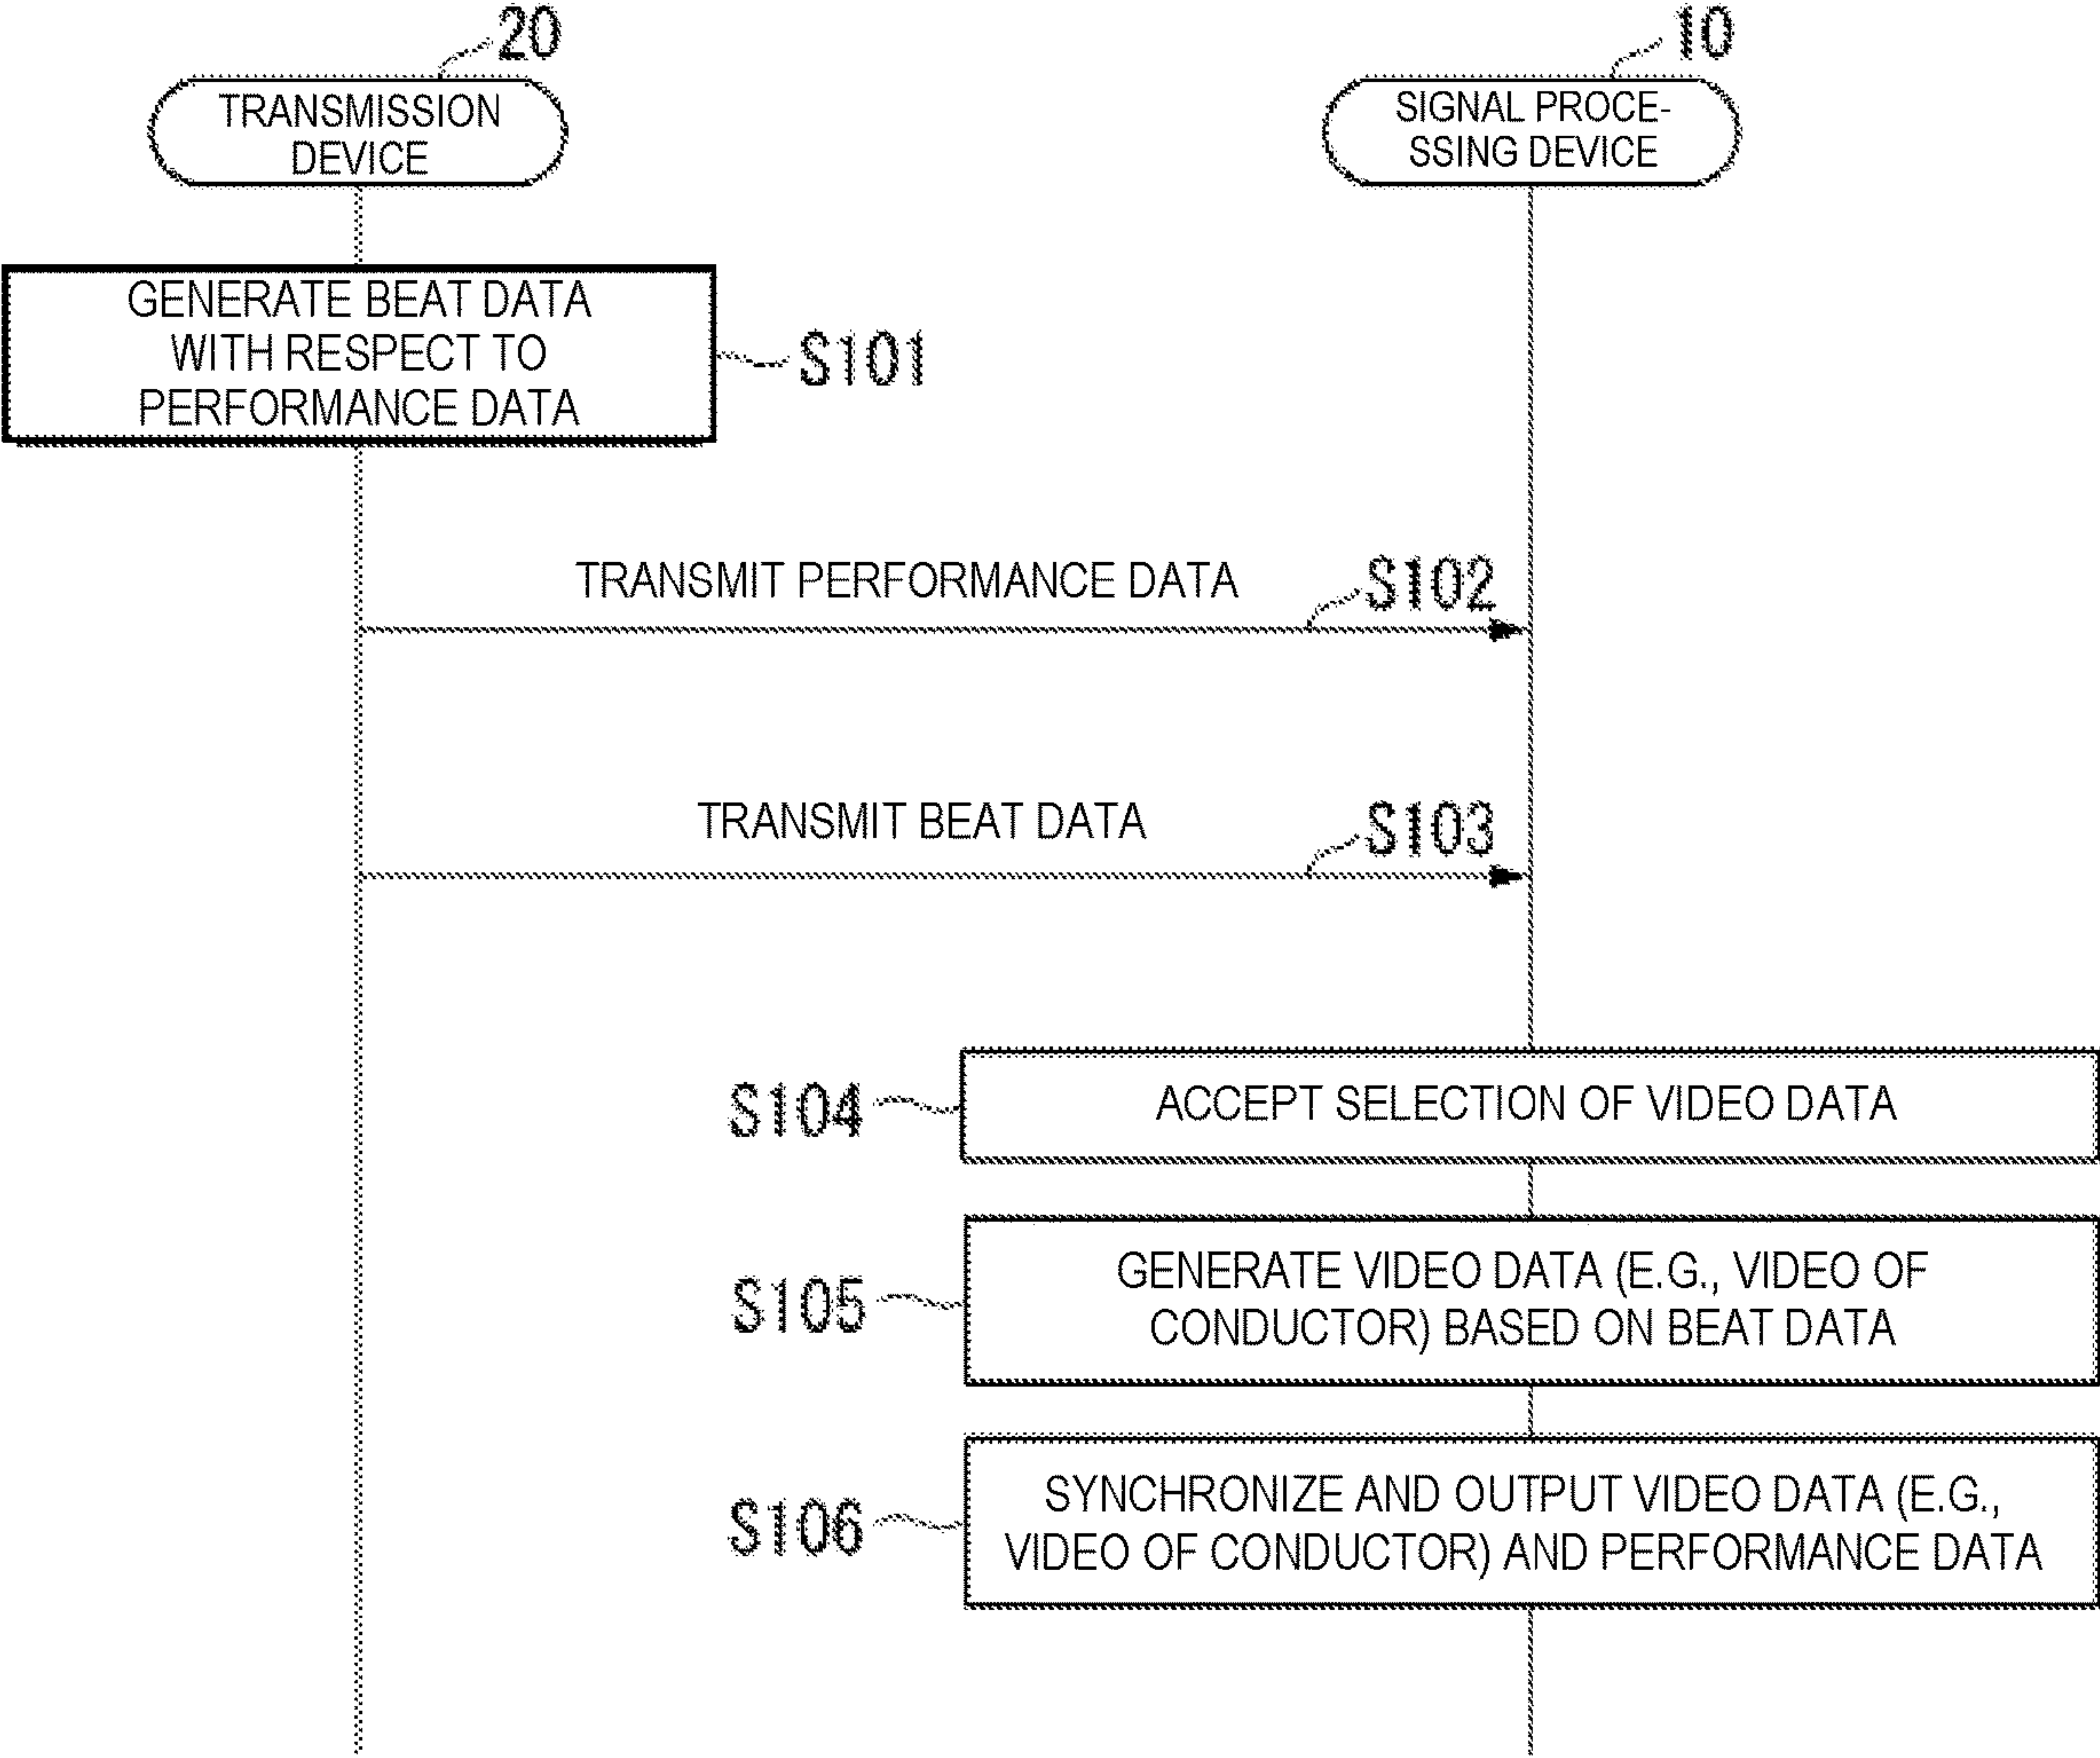 20
10
TRANSMISSION
DEVICE
SIGNAL PROCE-
SSING DEVICE
GENERATE BEAT DATA
WITH RESPECT TO
PERFORMANCE DATA
S101
TRANSMIT PERFORMANCE DATA
S102
TRANSMIT BEAT DATA
S103
S104
ACCEPT SELECTION OF VIDEO DATA
S105
GENERATE VIDEO DATA (E.G., VIDEO OF
CONDUCTOR) BASED ON BEAT DATA
S106
SYNCHRONIZE AND OUTPUT VIDEO DATA (E.G.,
VIDEO OF CONDUCTOR) AND PERFORMANCE DATA